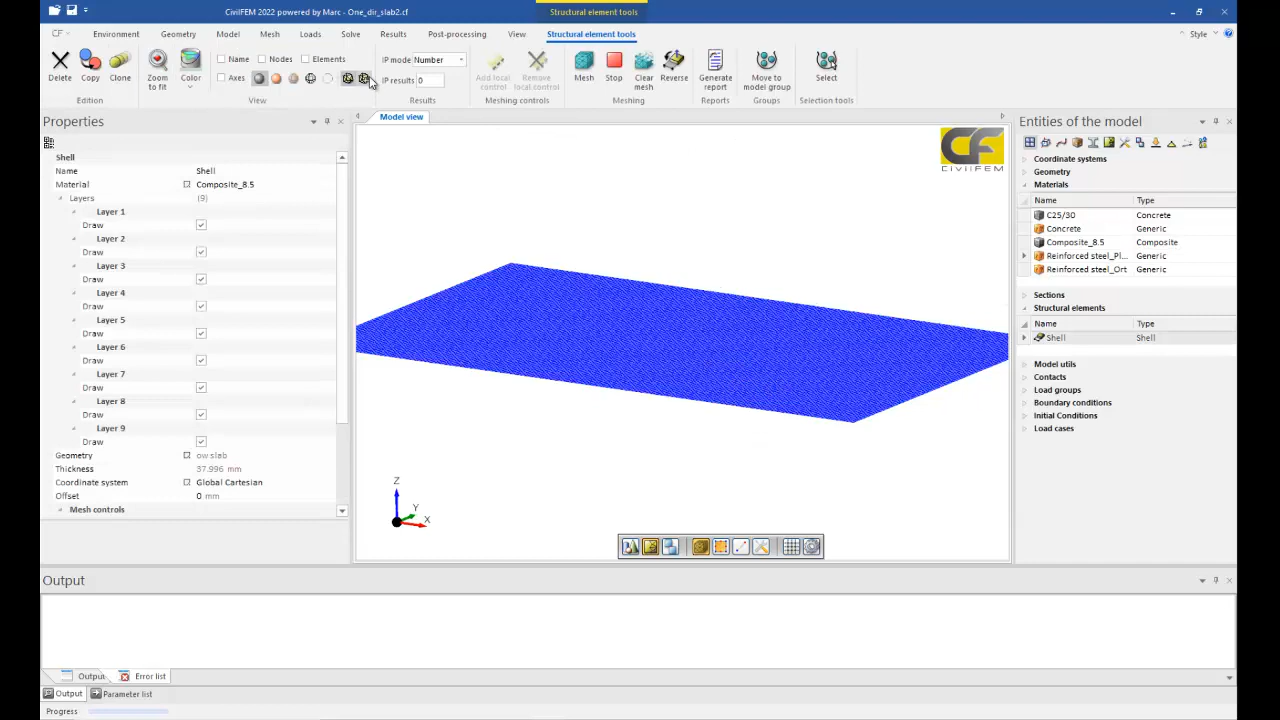 CivilFEM 2022 powered by Marc - One_dir_slab2.cf
Structural element tools
CF
Environment
Geometry
Model
Mesh
Loads
Solve
Results
Post-processing
View
Structural element tools
Style
Delete
Copy
Clone
Edition
Zoom to fit
Color
Name
Nodes
Elements
Axes
View
IP mode
Number
IP results
0
Results
Add local control
Remove local control
Meshing controls
Mesh
Stop
Clear mesh
Reverse
Meshing
Generate report
Reports
Move to model group
Groups
Select
Selection tools
Properties
Shell
Name Shell
Material Composite_8.5
Layers (9)
Layer 1
Draw
Layer 2
Draw
Layer 3
Draw
Layer 4
Draw
Layer 5
Draw
Layer 6
Draw
Layer 7
Draw
Layer 8
Draw
Layer 9
Draw
Geometry ow slab
Thickness 37.996 mm
Coordinate system Global Cartesian
Offset 0 mm
Mesh controls
Model view
CF
CIVILFEM
Z
Y
X
Entities of the model
Coordinate systems
Geometry
Materials
Name Type
C25/30 Concrete
Concrete Generic
Composite_8.5 Composite
Reinforced steel_Pl... Generic
Reinforced steel_Ort Generic
Sections
Structural elements
Name Type
Shell Shell
Model utils
Contacts
Load groups
Boundary conditions
Initial Conditions
Load cases
Output
Output
Error list
Output
Parameter list
Progress